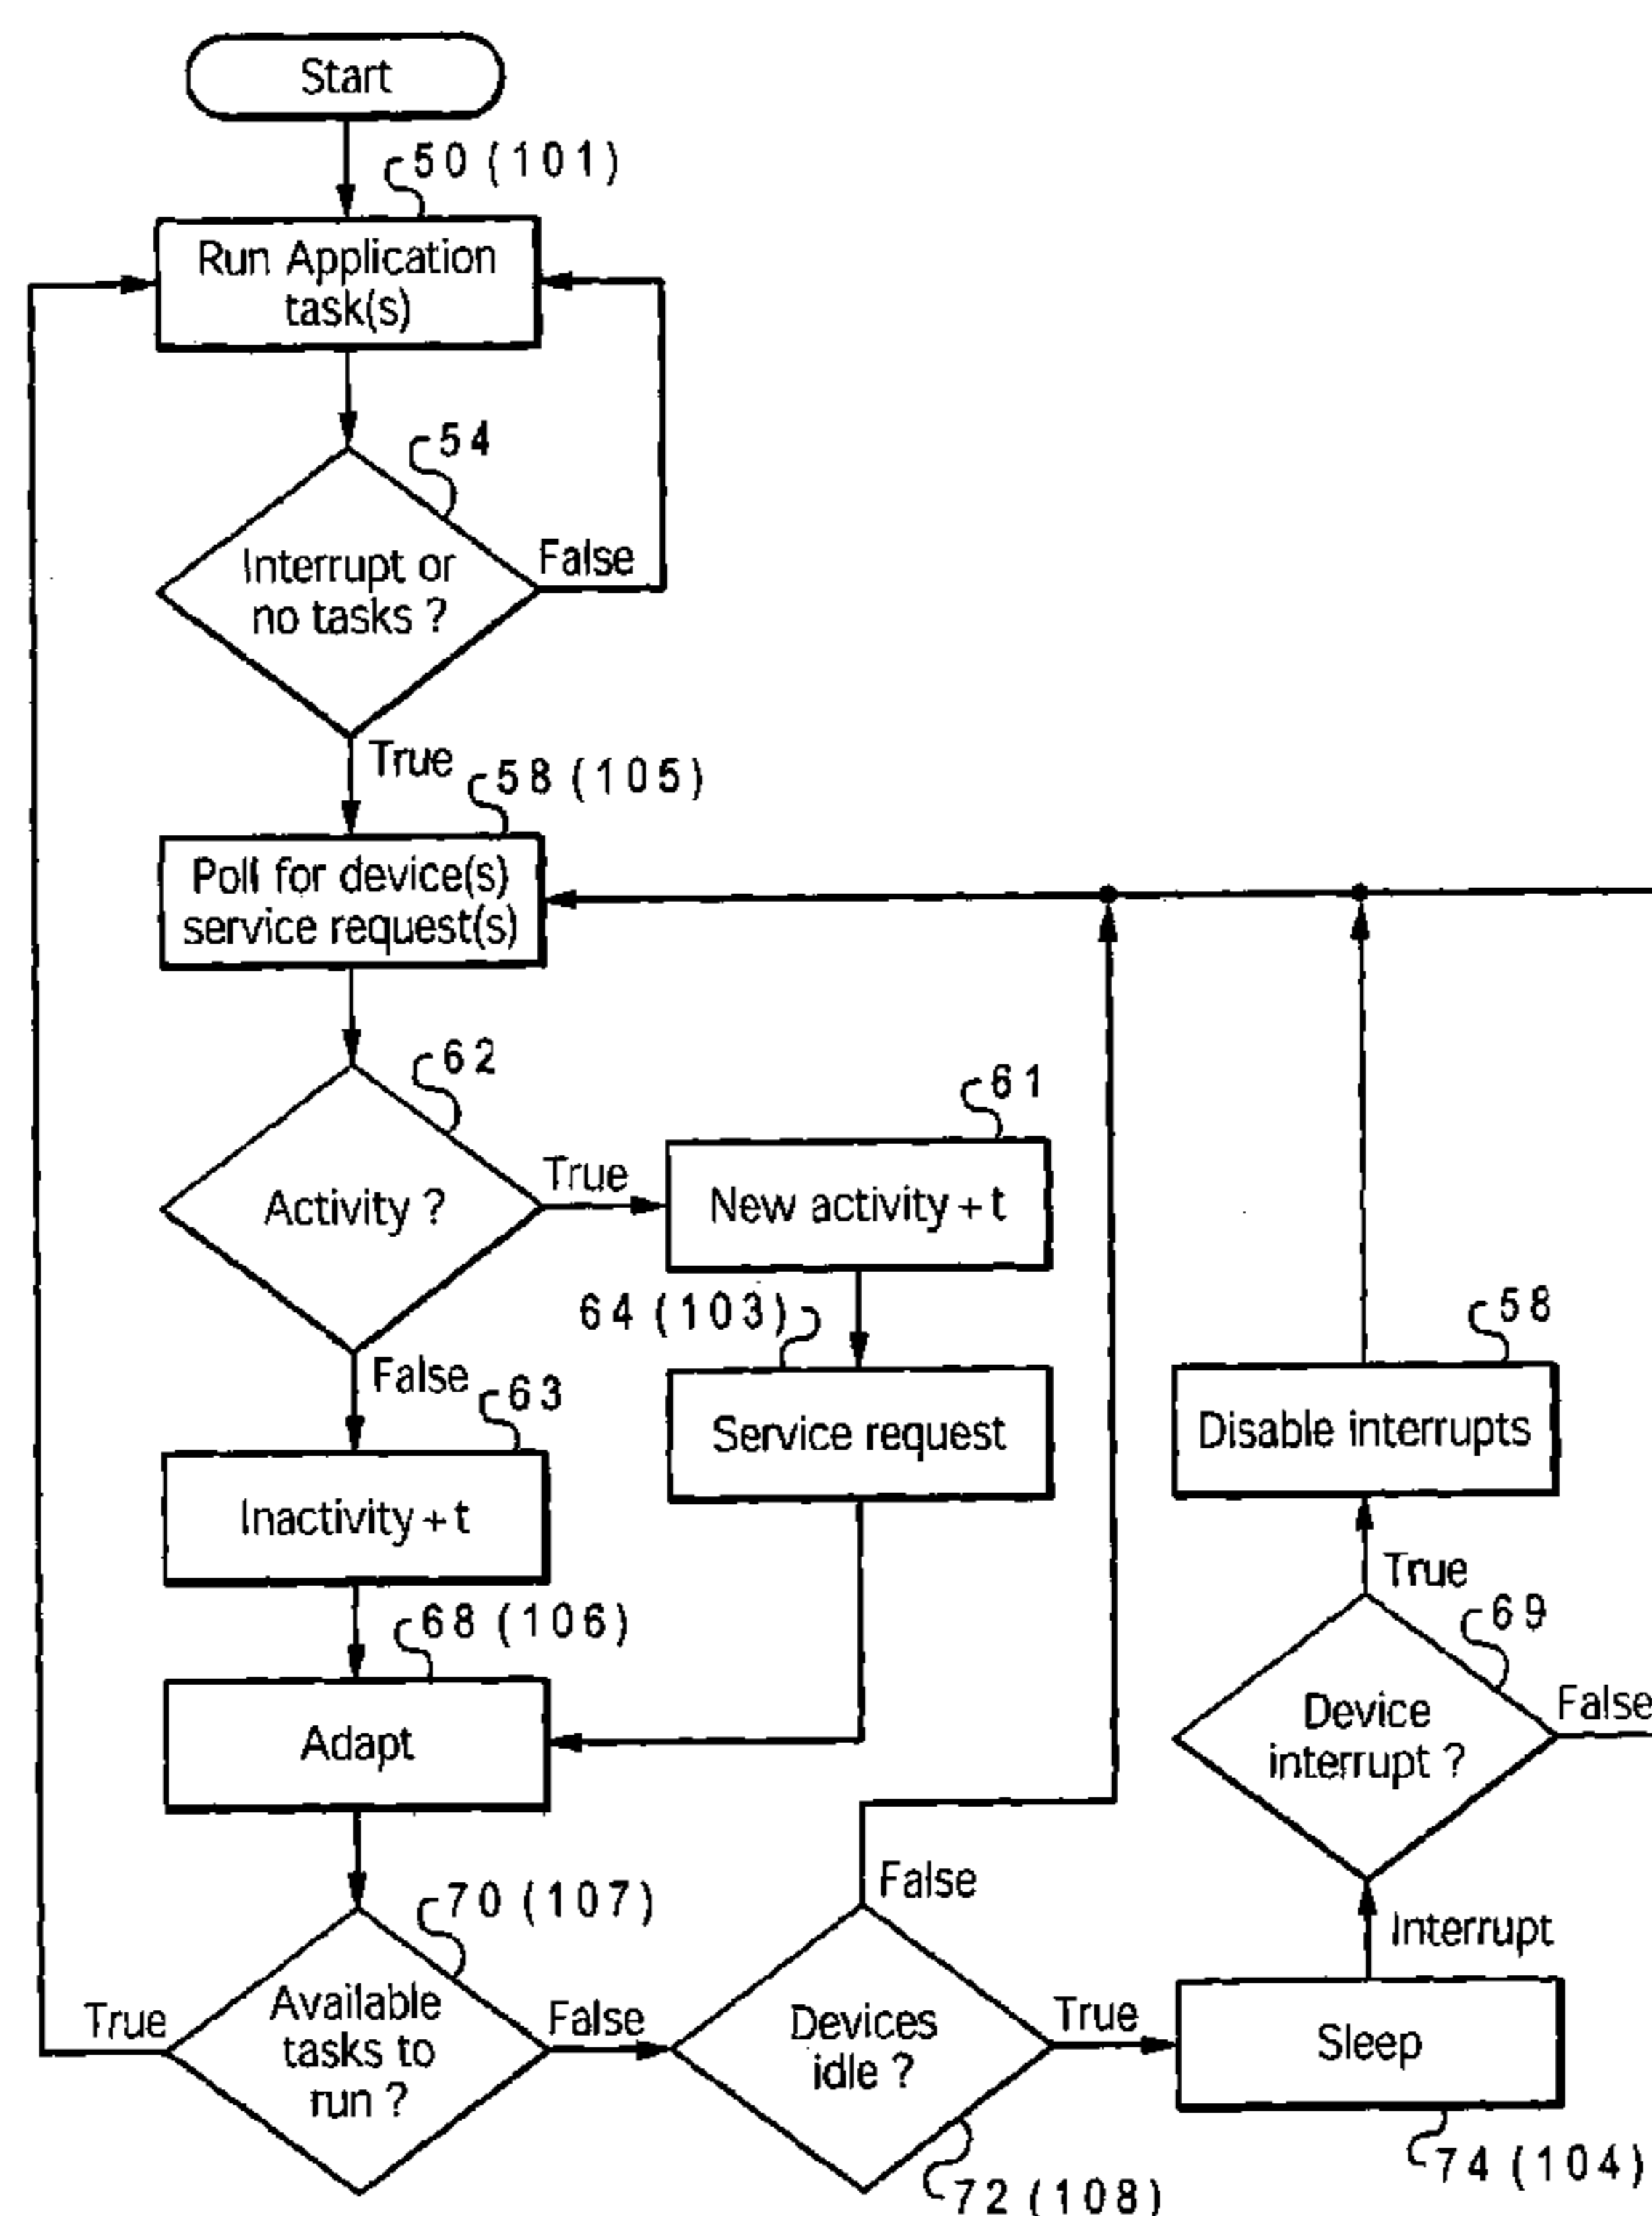 Start
50 (101)
Run Application
task(s)
54
Interrupt or
no tasks ?
False
True
58 (105)
Poll for device(s)
service request(s)
62
Activity ?
True
61
New activity + t
64 (103)
Service request
False
63
Inactivity + t
68 (106)
Adapt
70 (107)
Available
tasks to
run ?
True
False
Devices
idle ?
False
True
72 (108)
Sleep
74 (104)
Interrupt
Device
interrupt ?
69
False
True
58
Disable interrupts